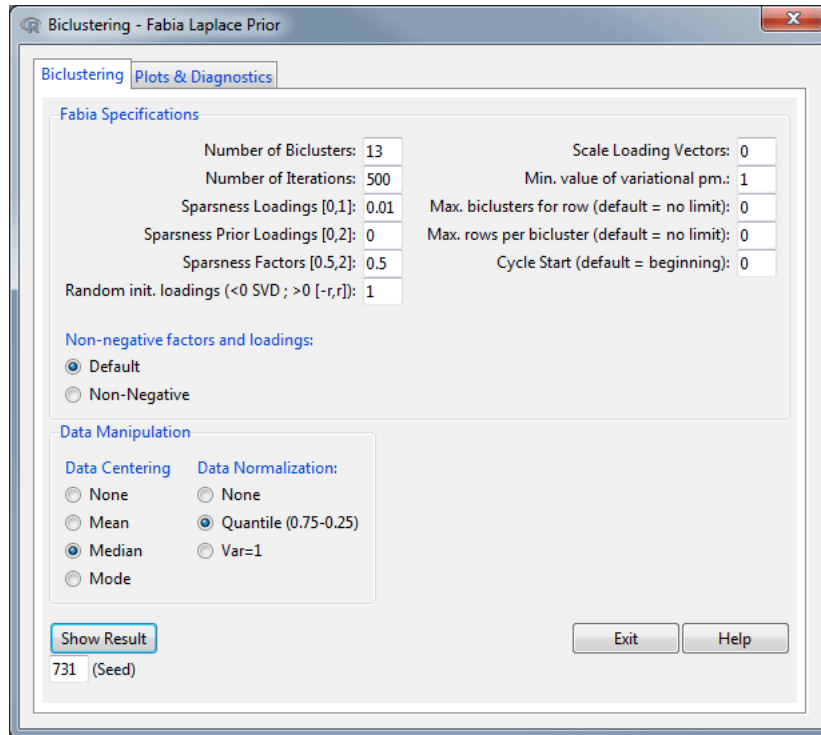 Biclustering - Fabia Laplace Prior
Biclustering Plots & Diagnostics
Fabia Specifications
Number of Biclusters: 13
Number of Iterations: 500
Sparsness Loadings [0,1]: 0.01
Sparsness Prior Loadings [0,2]: 0
Sparsness Factors [0.5,2]: 0.5
Random init. loadings (<0 SVD ; >0 [-r,r]): 1
Scale Loading Vectors: 0
Min. value of variational pm.: 1
Max. biclusters for row (default = no limit): 0
Max. rows per bicluster (default = no limit): 0
Cycle Start (default = beginning): 0
Non-negative factors and loadings:
Default
Non-Negative
Data Manipulation
Data Centering
None
Mean
Median
Mode
Data Normalization:
None
Quantile (0.75-0.25)
Var=1
Show Result
Exit Help
731 (Seed)